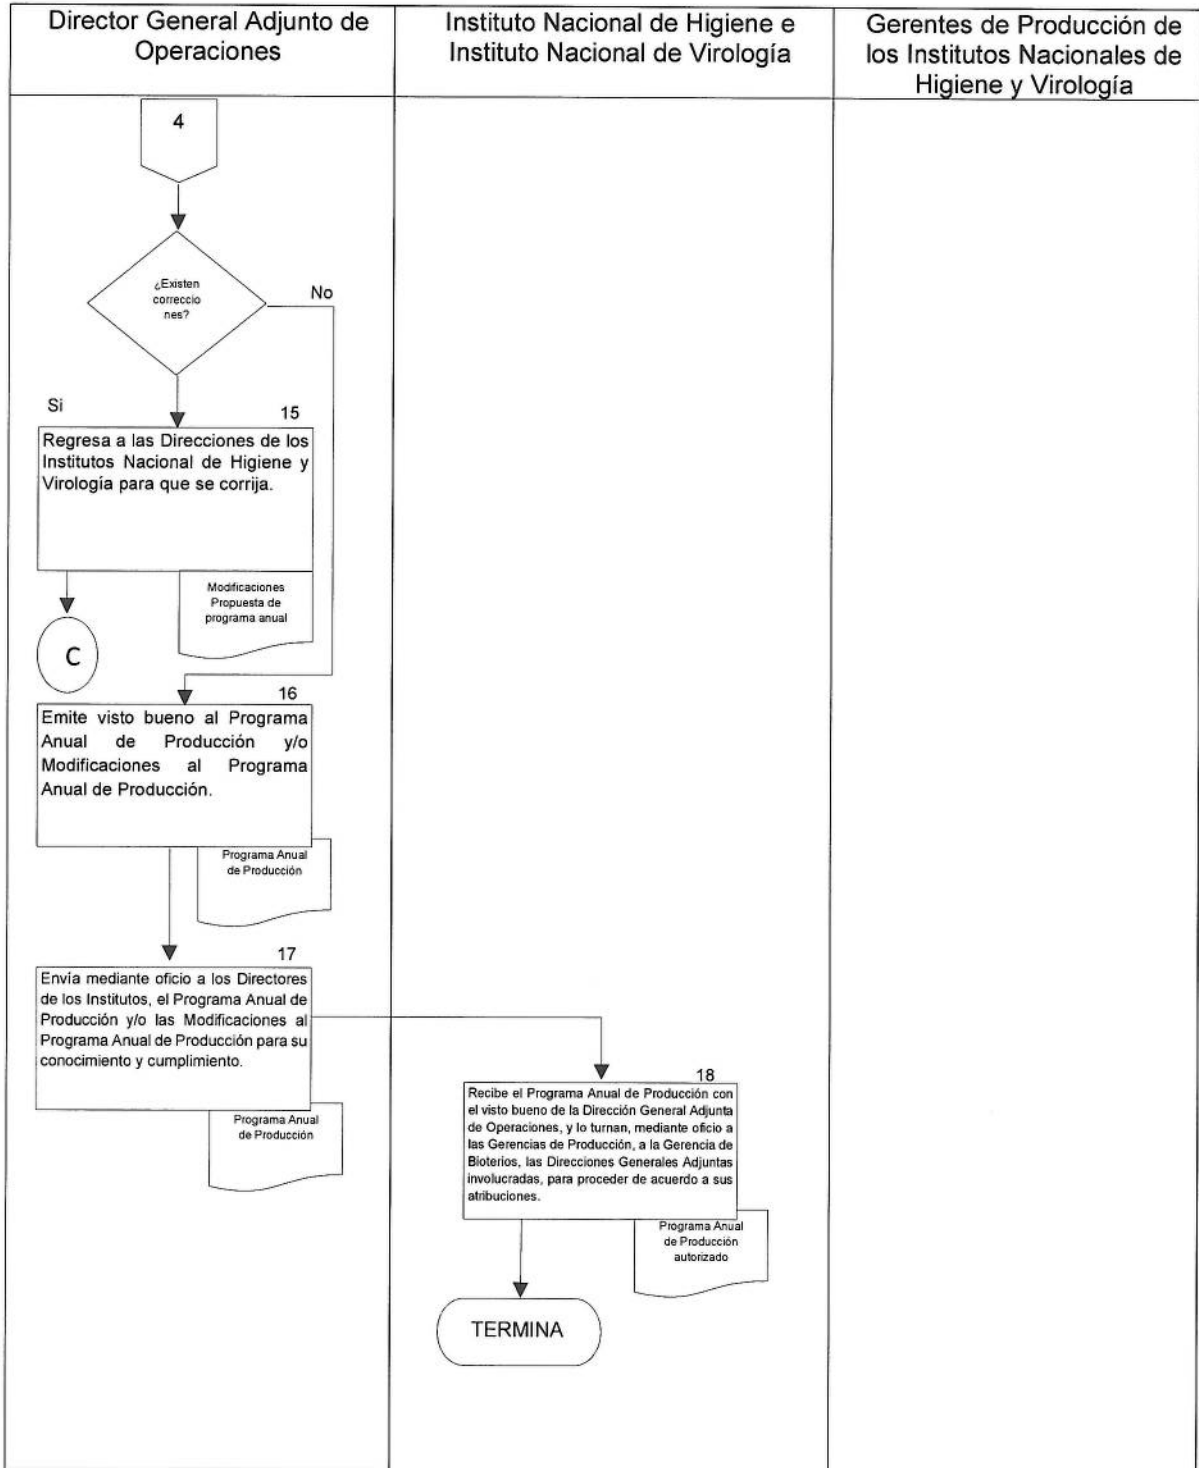 Director General Adjunto de
Operaciones
Instituto Nacional de Higiene e
Instituto Nacional de Virología
Gerentes de Producción de
los Institutos Nacionales de
Higiene y Virología
4
¿Existen
correccio
nes?
No
Si
15
Regresa a las Direcciones de los
Institutos Nacional de Higiene y
Virología para que se corrija.
Modificaciones
Propuesta de
programa anual
C
16
Emite visto bueno al Programa
Anual de Producción y/o
Modificaciones al Programa
Anual de Producción.
Programa Anual
de Producción
17
Envía mediante oficio a los Directores
de los Institutos, el Programa Anual de
Producción y/o las Modificaciones al
Programa Anual de Producción para su
conocimiento y cumplimiento.
Programa Anual
de Producción
18
Recibe el Programa Anual de Producción con
el visto bueno de la Dirección General Adjunta
de Operaciones, y lo turnan, mediante oficio a
las Gerencias de Producción, a la Gerencia de
Bioterios, las Direcciones Generales Adjuntas
involucradas, para proceder de acuerdo a sus
atribuciones.
Programa Anual
de Producción
autorizado
TERMINA